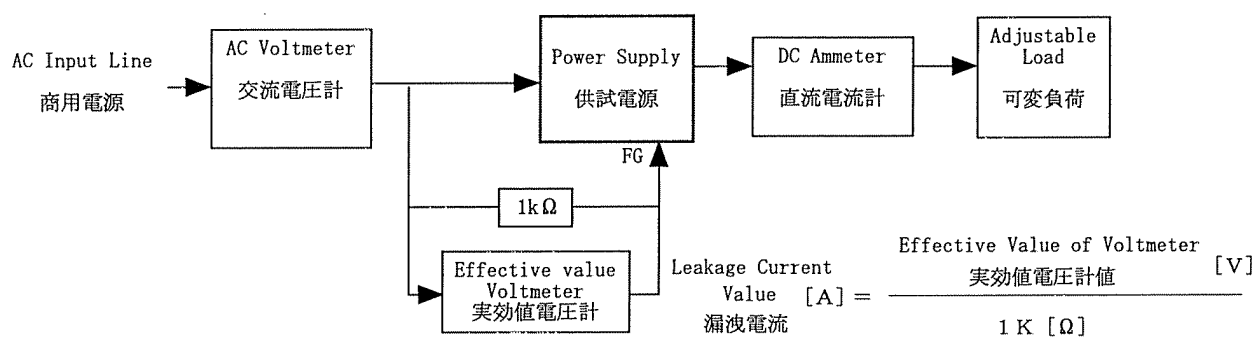 AC Input Line
商用電源
AC Voltmeter
交流電圧計
Power Supply
供試電源
DC Ammeter
直流電流計
Adjustable
Load
可変負荷
FG
1kΩ
Effective value
Voltmeter
実効値電圧計
Leakage Current
Value [A] =
漏洩電流
Effective Value of Voltmeter
実効値電圧計値 [V]
1K [Ω]